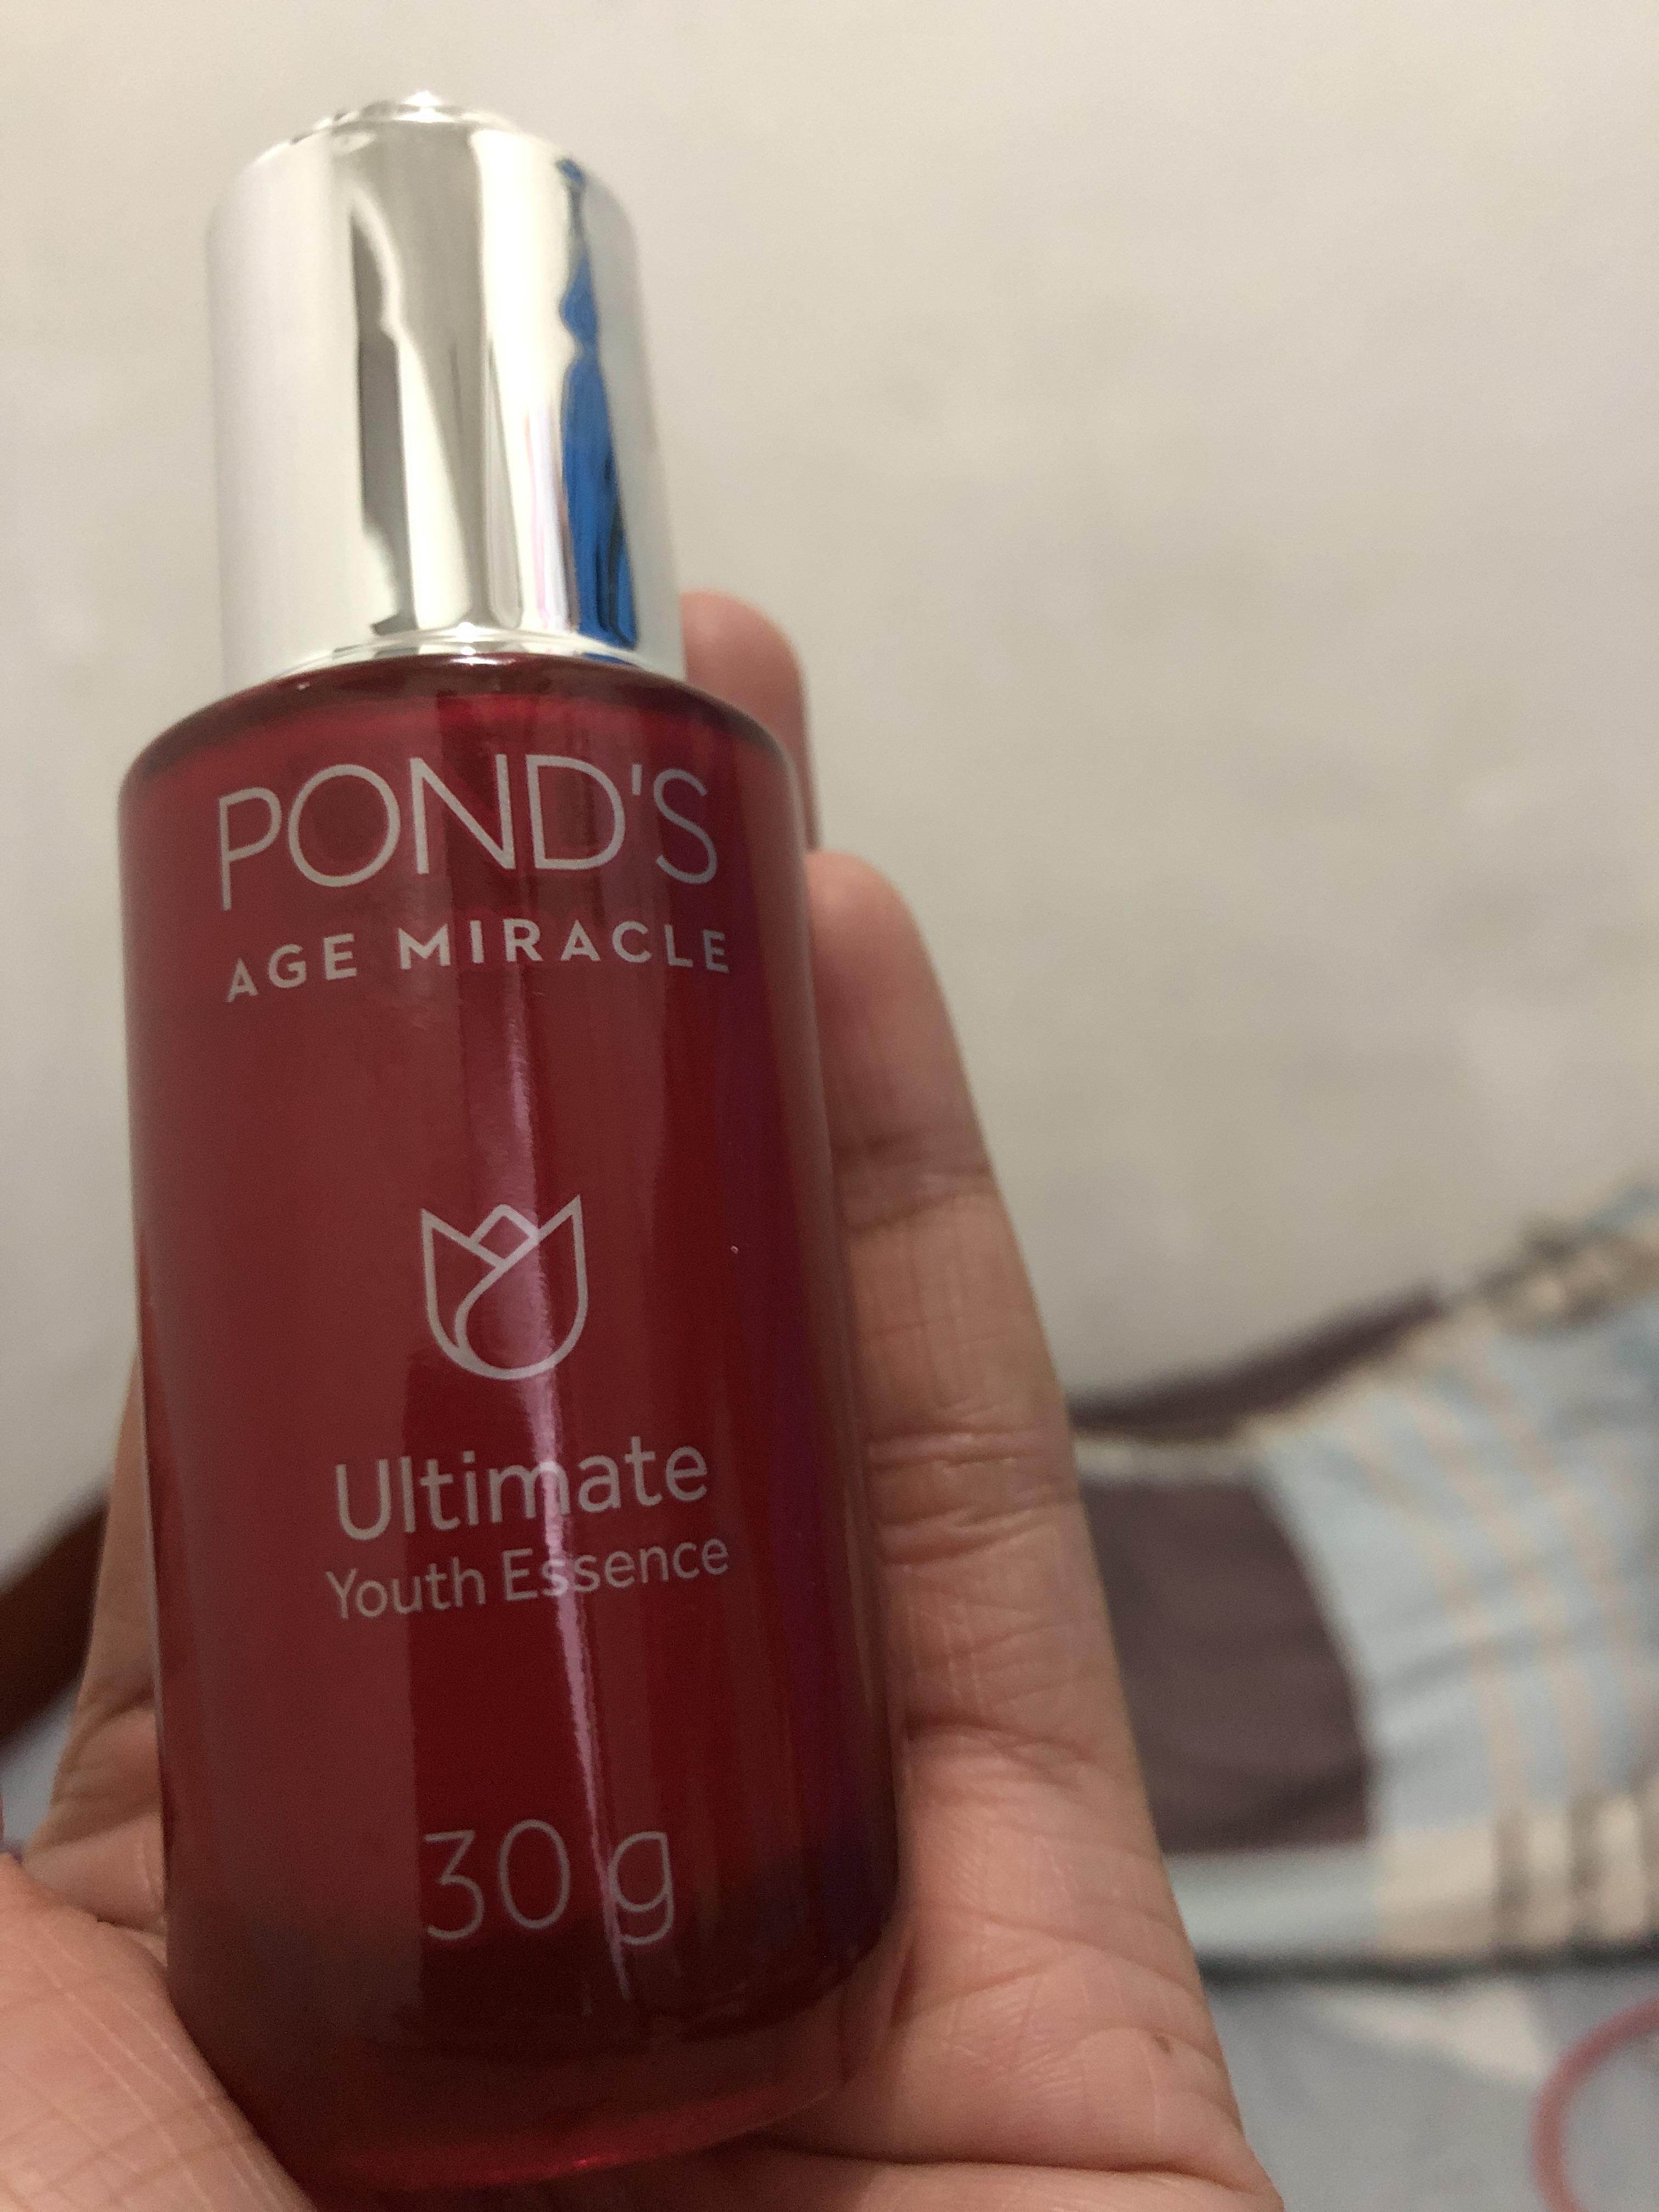 POND'S
AGE MIRACLE
Ultimate
Youth Essence
30 g